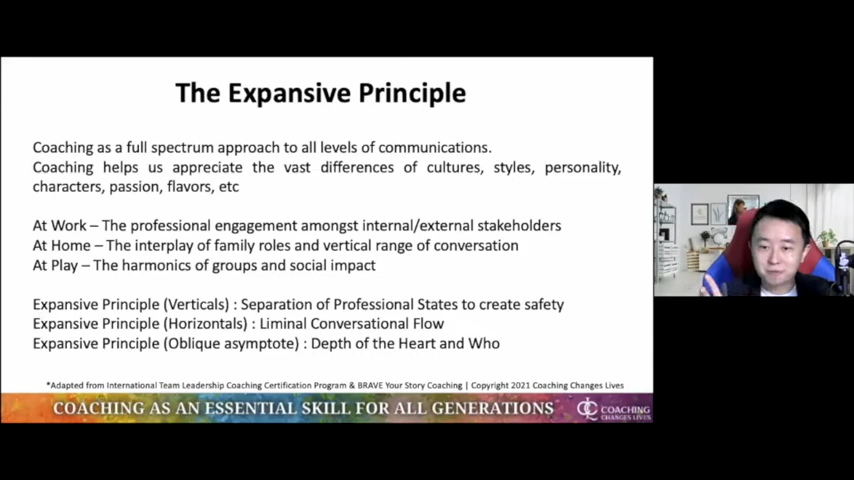 The Expansive Principle
Coaching as a full spectrum approach to all levels of communications.
Coaching helps us appreciate the vast differences of cultures, styles, personality,
characters, passion, flavors, etc
At Work – The professional engagement amongst internal/external stakeholders
At Home – The interplay of family roles and vertical range of conversation
At Play – The harmonics of groups and social impact
Expansive Principle (Verticals) : Separation of Professional States to create safety
Expansive Principle (Horizontals) : Liminal Conversational Flow
Expansive Principle (Oblique asymptote) : Depth of the Heart and Who
*Adapted from International Team Leadership Coaching Certification Program & BRAVE Your Story Coaching | Copyright 2021 Coaching Changes Lives
COACHING AS AN ESSENTIAL SKILL FOR ALL GENERATIONS
COACHING
CHANGES LIVES